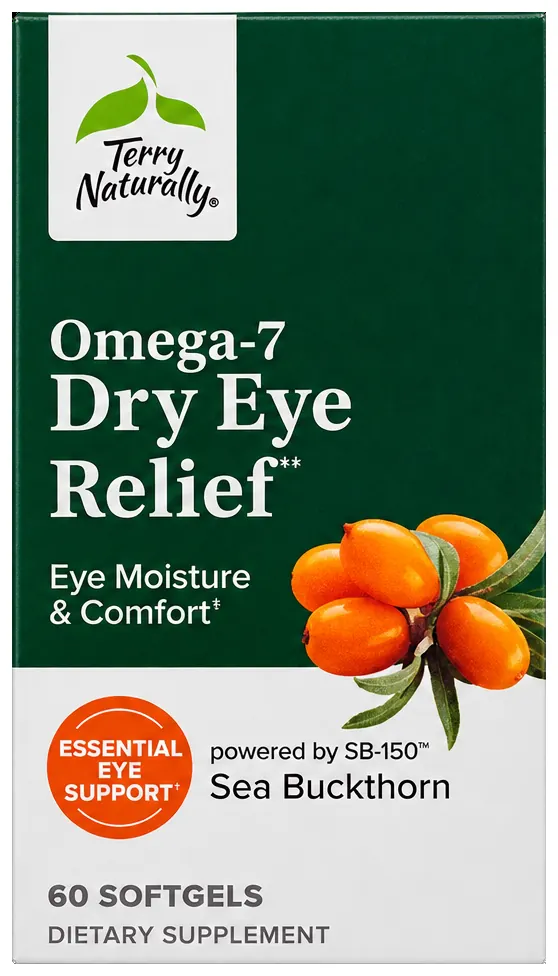 Terry
Naturally®
Omega-7
Dry Eye
Relief**
Eye Moisture
& Comfort‡
ESSENTIAL
EYE
SUPPORT†
powered by SB-150™
Sea Buckthorn
60 SOFTGELS
DIETARY SUPPLEMENT